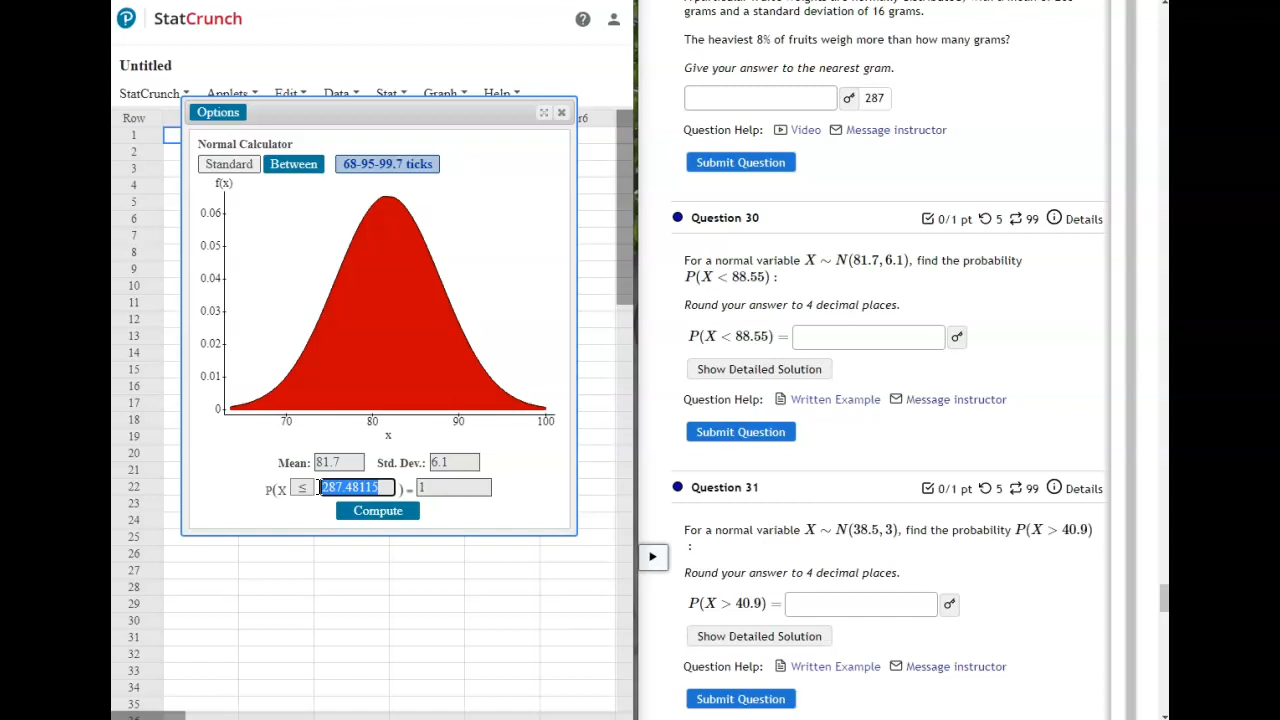 StatCrunch
Untitled
StatCrunch Applets Edit Data Stat Graph Help
Row
1
2
3
4
5
6
7
8
9
10
11
12
13
14
15
16
17
18
19
20
21
22
23
24
25
26
27
28
29
30
31
32
33
34
35
Options
Normal Calculator
Standard Between 68-95-99.7 ticks
f(x)
0.06
0.05
0.04
0.03
0.02
0.01
0
70 80 90 100
x
Mean: 81.7 Std. Dev.: 6.1
P(X ≤ 287.48115 ) = 1
Compute
grams and a standard deviation of 16 grams.
The heaviest 8% of fruits weigh more than how many grams?
Give your answer to the nearest gram.
287
Question Help: Video Message instructor
Submit Question
Question 30 0/1 pt 5 99 Details
For a normal variable X ∼ N(81.7, 6.1), find the probability
P(X < 88.55) :
Round your answer to 4 decimal places.
P(X < 88.55) =
Show Detailed Solution
Question Help: Written Example Message instructor
Submit Question
Question 31 0/1 pt 5 99 Details
For a normal variable X ∼ N(38.5, 3), find the probability P(X > 40.9)
:
Round your answer to 4 decimal places.
P(X > 40.9) =
Show Detailed Solution
Question Help: Written Example Message instructor
Submit Question